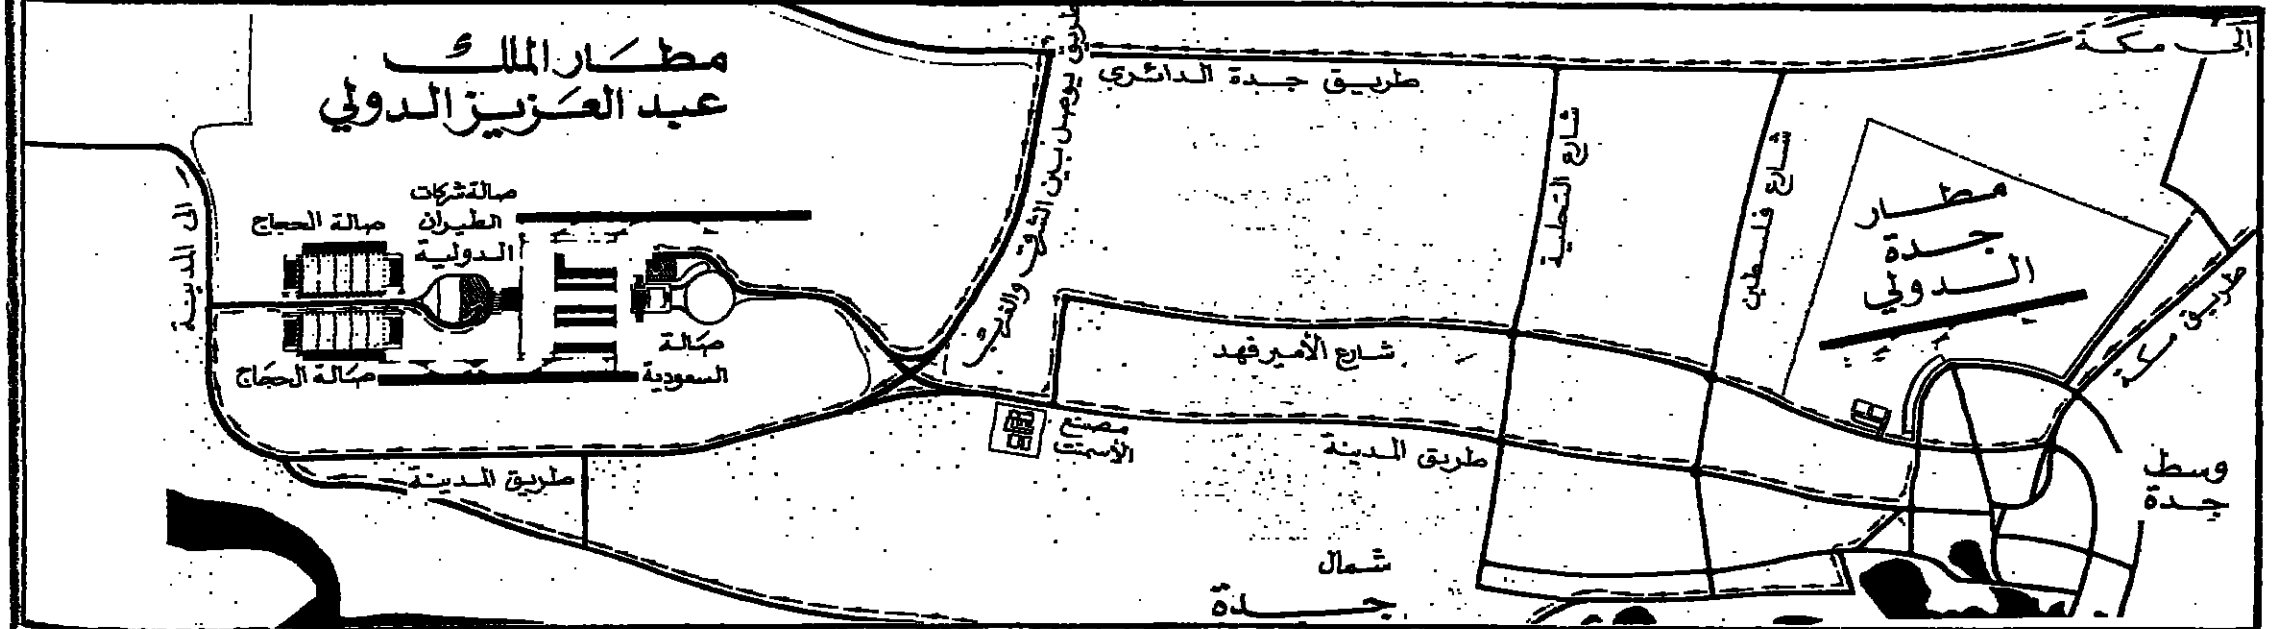 إلى مكة
طريق جدة الدائري
مطار الملك
عبد العزيز الدولي
طريق يوصل بين الشرق والغرب
شارع التحلية
شارع فلسطين
مطار
جدة
الدولي
طريق مكة
صالة شركات
الطيران
الدولية
صالة الحجاج
الى المدينة
صالة
السعودية
صالة الحجاج
شارع الأمير فهد
مصنع
الأسمنت
طريق المدينة
طريق المدينة
وسط
جدة
شمال
جدة